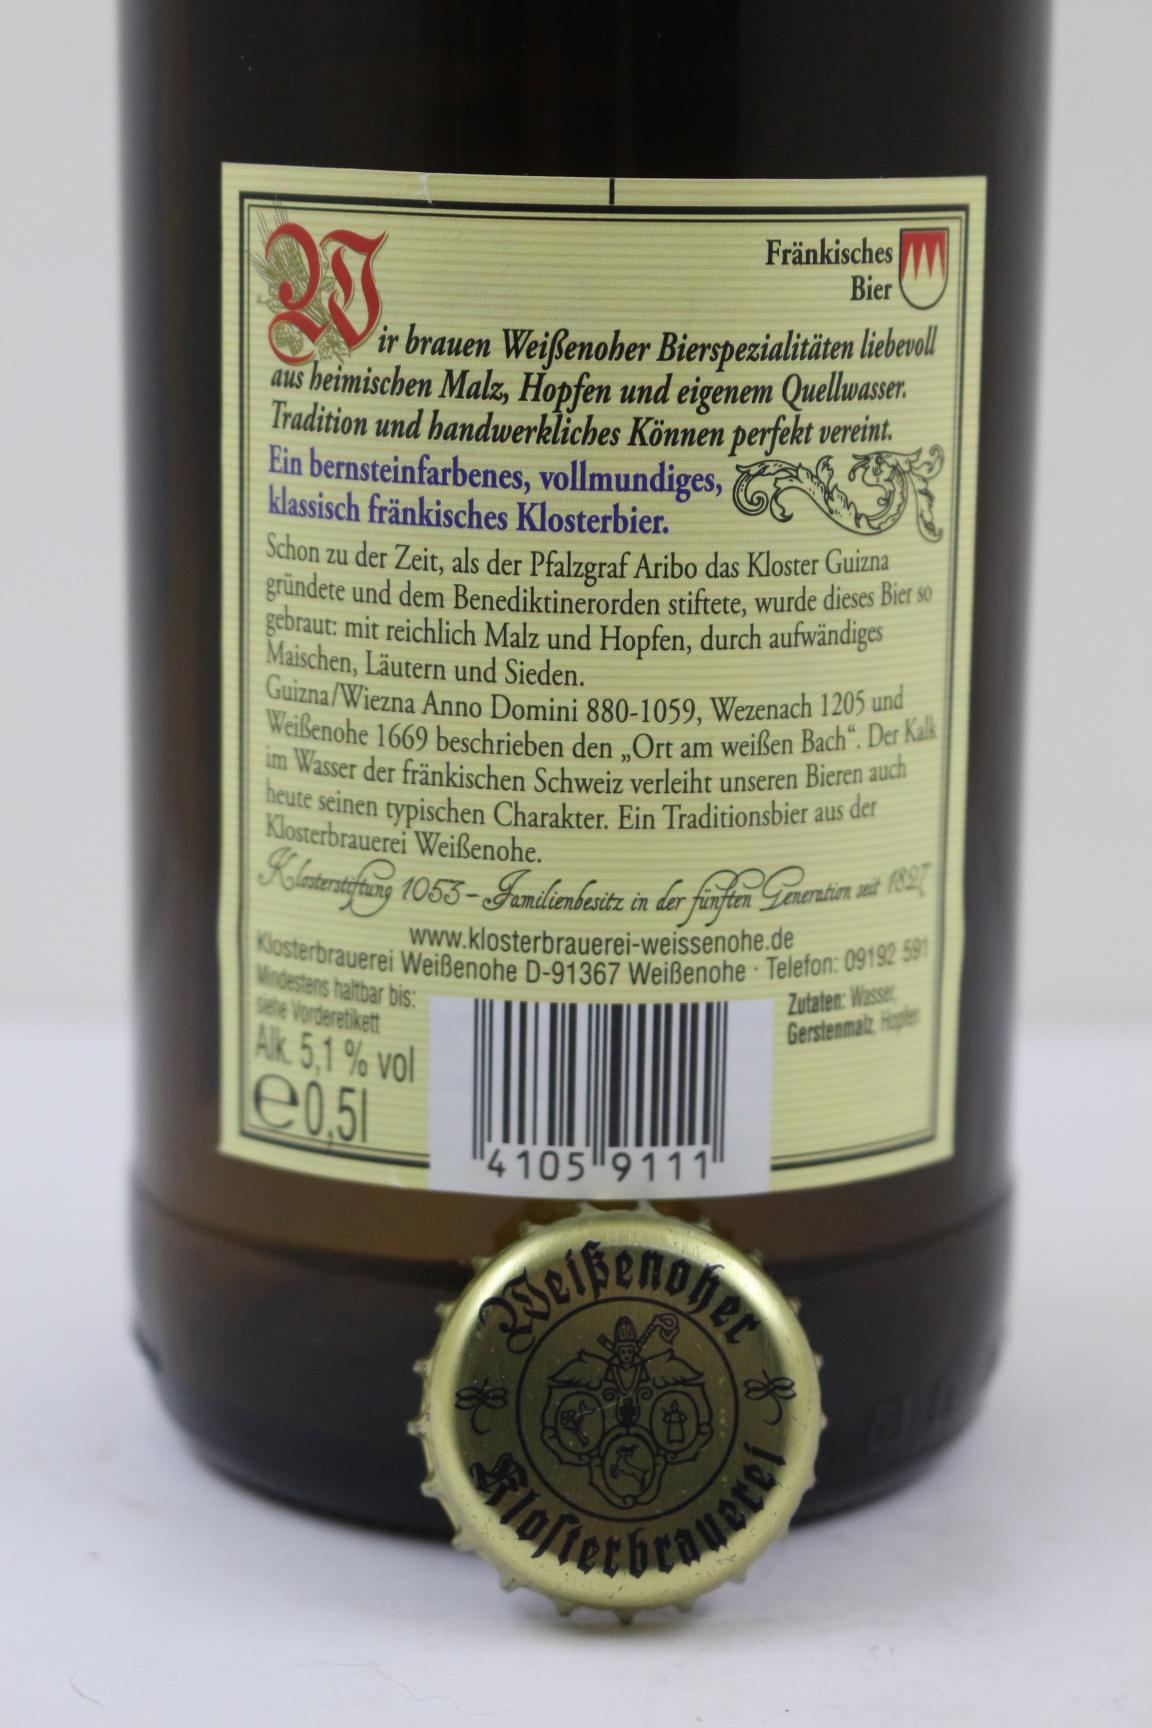 Fränkisches
Bier
Wir brauen Weißenoher Bierspezialitäten liebevoll
aus heimischen Malz, Hopfen und eigenem Quellwasser.
Tradition und handwerkliches Können perfekt vereint.
Ein bernsteinfarbenes, vollmundiges,
klassisch fränkisches Klosterbier.
Schon zu der Zeit, als der Pfalzgraf Aribo das Kloster Guizna
gründete und dem Benediktinerorden stiftete, wurde dieses Bier so
gebraut: mit reichlich Malz und Hopfen, durch aufwändiges
Maischen, Läutern und Sieden.
Guizna/Wiezna Anno Domini 880-1059, Wezenach 1205 und
Weißenohe 1669 beschrieben den „Ort am weißen Bach“. Der Kalk
im Wasser der fränkischen Schweiz verleiht unseren Bieren auch
heute seinen typischen Charakter. Ein Traditionsbier aus der
Klosterbrauerei Weißenohe.
Klosterstiftung 1053 – Familienbesitz in der fünften Generation seit 1827
www.klosterbrauerei-weissenohe.de
Klosterbrauerei Weißenohe D-91367 Weißenohe · Telefon: 09192 591
Mindestens haltbar bis:
siehe Vorderetikett
Alk. 5,1 % vol
e 0,5l
Zutaten: Wasser,
Gerstenmalz, Hopfen
4105 9111
Weißenoher
Klosterbrauerei